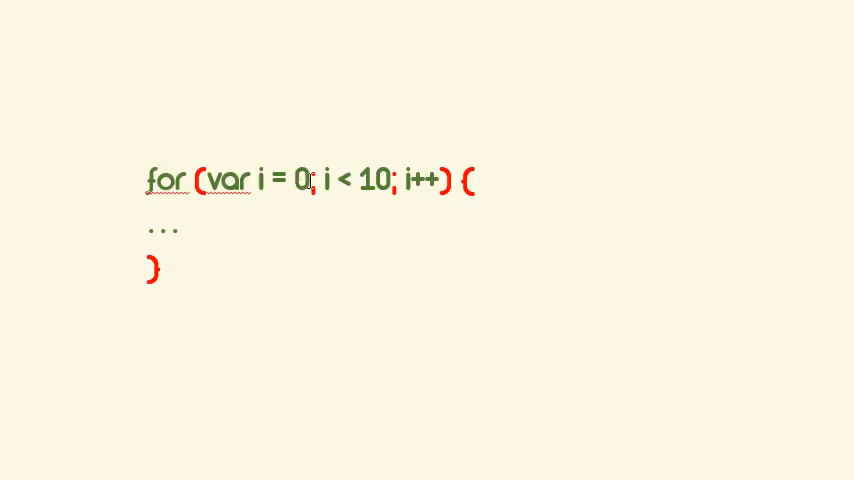 for (var i = 0; i < 10; i++) {
...
}